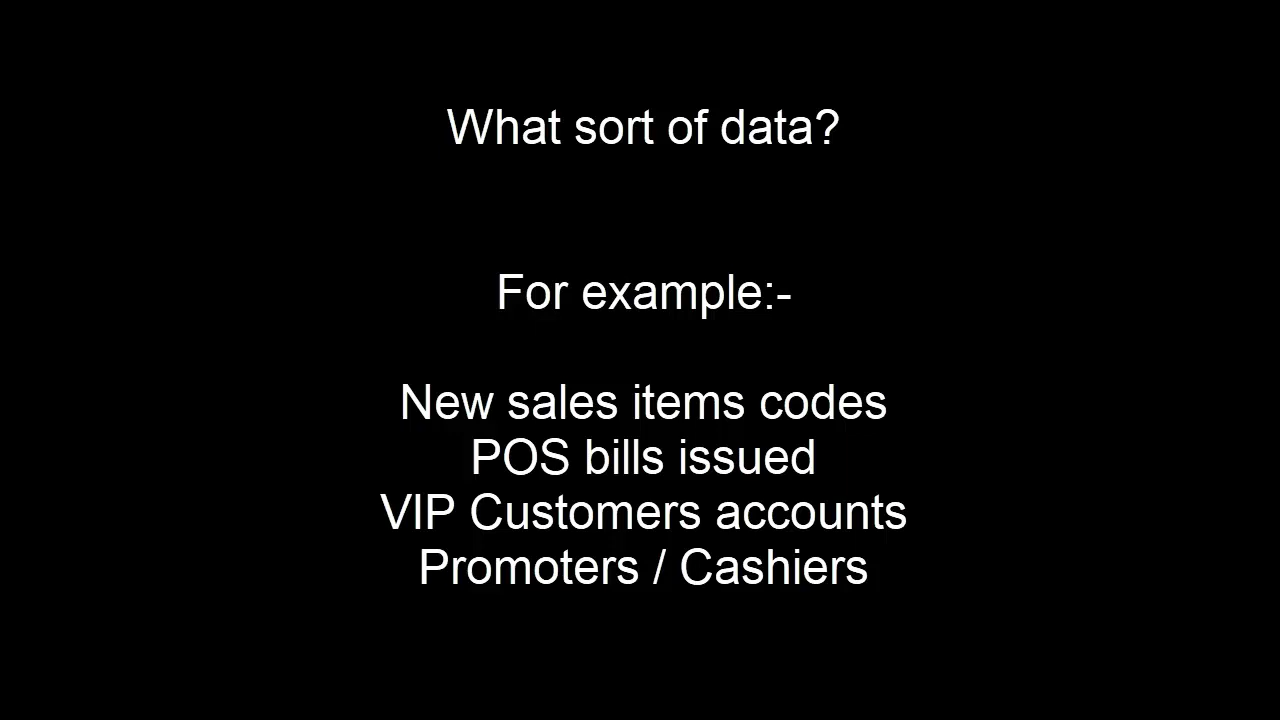 What sort of data?
For example:-
New sales items codes
POS bills issued
VIP Customers accounts
Promoters / Cashiers